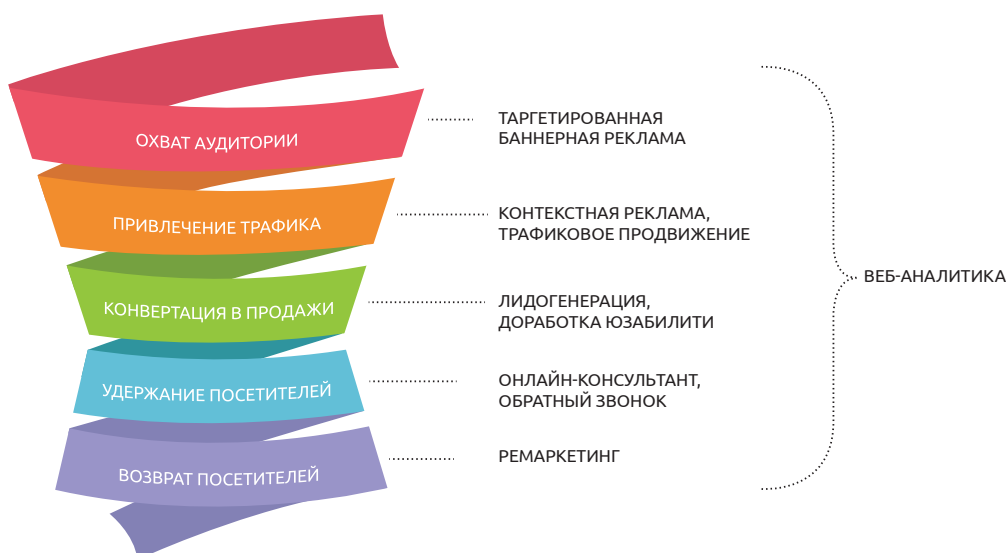 ОХВАТ АУДИТОРИИ
ТАРГЕТИРОВАННАЯ
БАННЕРНАЯ РЕКЛАМА
ПРИВЛЕЧЕНИЕ ТРАФИКА
КОНТЕКСТНАЯ РЕКЛАМА,
ТРАФИКОВОЕ ПРОДВИЖЕНИЕ
КОНВЕРТАЦИЯ В ПРОДАЖИ
ЛИДОГЕНЕРАЦИЯ,
ДОРАБОТКА ЮЗАБИЛИТИ
УДЕРЖАНИЕ ПОСЕТИТЕЛЕЙ
ОНЛАЙН-КОНСУЛЬТАНТ,
ОБРАТНЫЙ ЗВОНОК
ВОЗВРАТ ПОСЕТИТЕЛЕЙ
РЕМАРКЕТИНГ
ВЕБ-АНАЛИТИКА